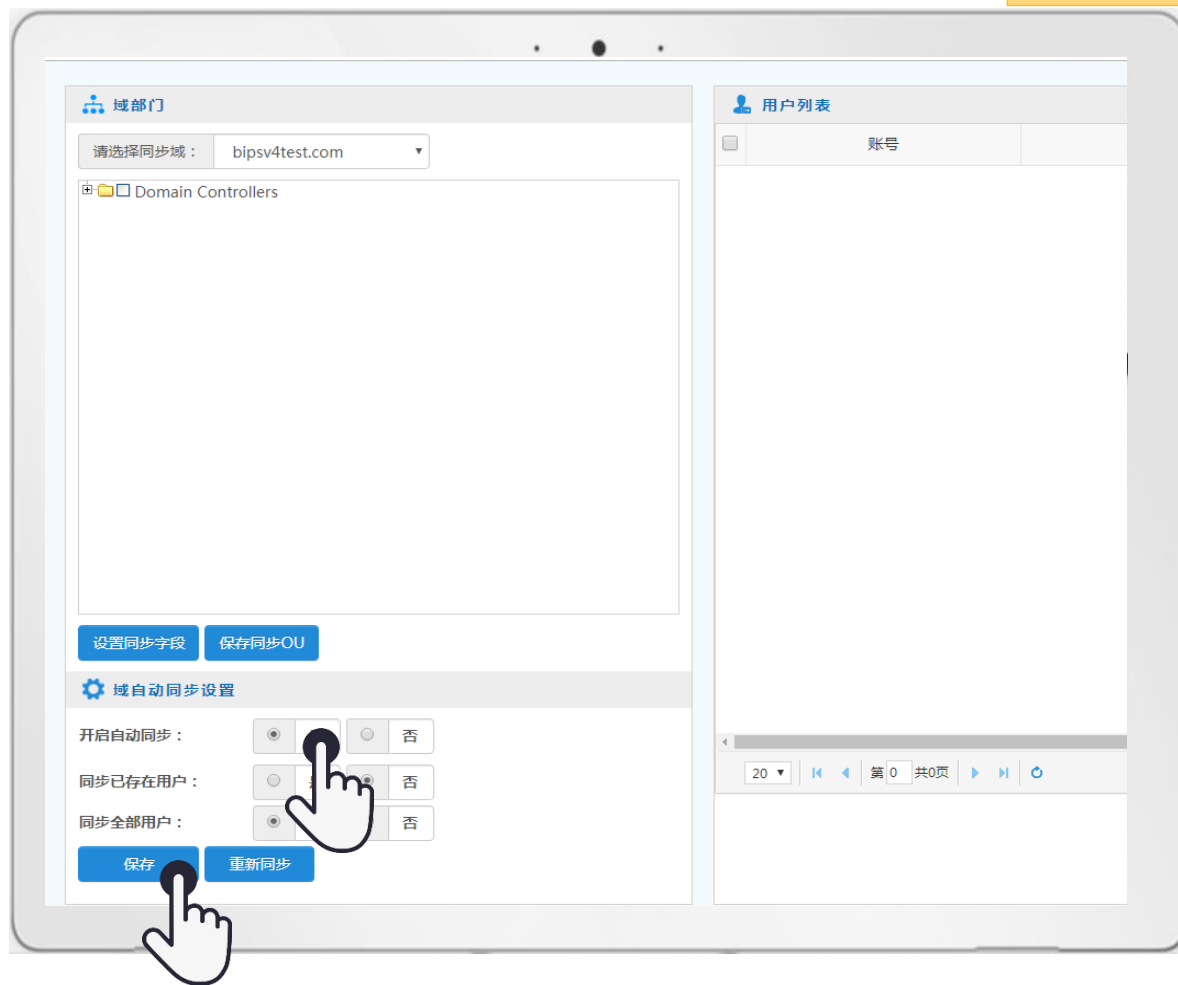 域部门
请选择同步域： bipsv4test.com
Domain Controllers
设置同步字段 保存同步OU
域自动同步设置
开启自动同步： 否
同步已存在用户： 否
同步全部用户： 否
保存 重新同步
用户列表
账号
20 第 0 共0页